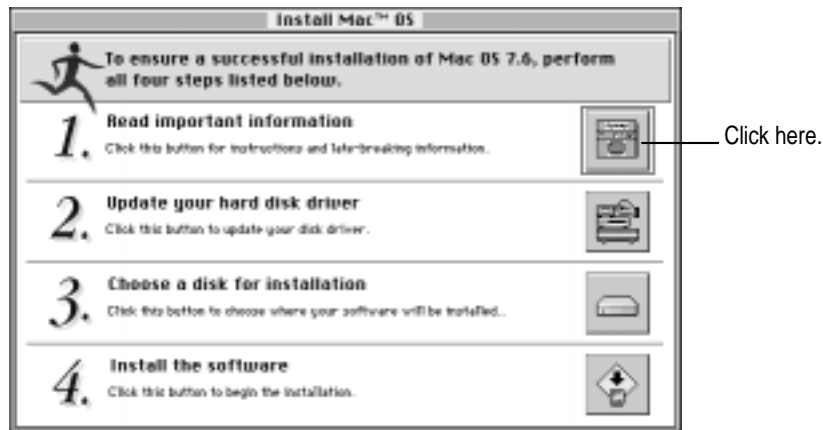 Install Mac™ OS
To ensure a successful installation of Mac OS 7.6, perform
all four steps listed below.
1. Read important information
Click this button for instructions and late-breaking information.
Click here.
2. Update your hard disk driver
Click this button to update your disk driver.
3. Choose a disk for installation
Click this button to choose where your software will be installed..
4. Install the software
Click this button to begin the installation.